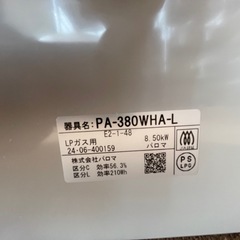 器具名:PA-380WHA-L
E2-1-48
LPガス用 8.50kW
24·06-400159 パロマ
株式会社パロマ
区分C 効率56.3%
区分L 効率210Wh
PS
LPG